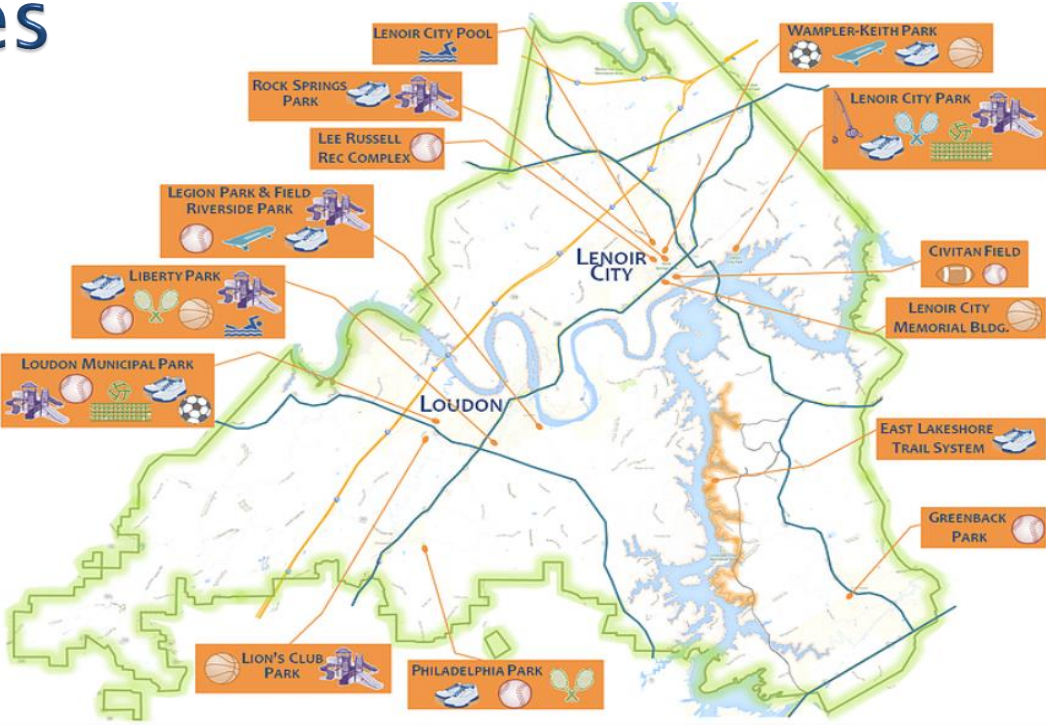 es
LENOIR CITY POOL
WAMPLER-KEITH PARK
ROCK SPRINGS
PARK
LENOIR CITY PARK
LEE RUSSELL
REC COMPLEX
LEGION PARK & FIELD
RIVERSIDE PARK
LENOIR
CITY
CIVITAN FIELD
LIBERTY PARK
LENOIR CITY
MEMORIAL BLDG.
LOUDON MUNICIPAL PARK
LOUDON
EAST LAKESHORE
TRAIL SYSTEM
GREENBACK
PARK
LION'S CLUB
PARK
PHILADELPHIA PARK